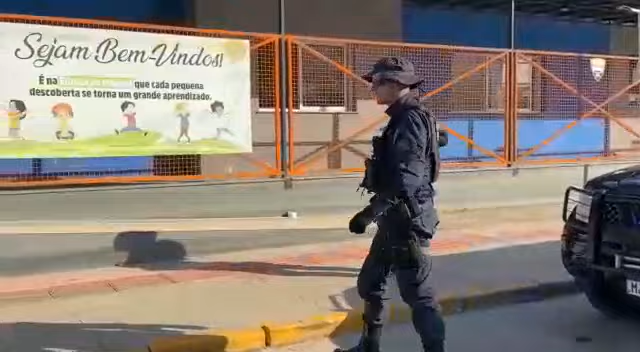 Sejam Bem-Vindos!
É na que cada pequena
descoberta se torna um grande aprendizado.